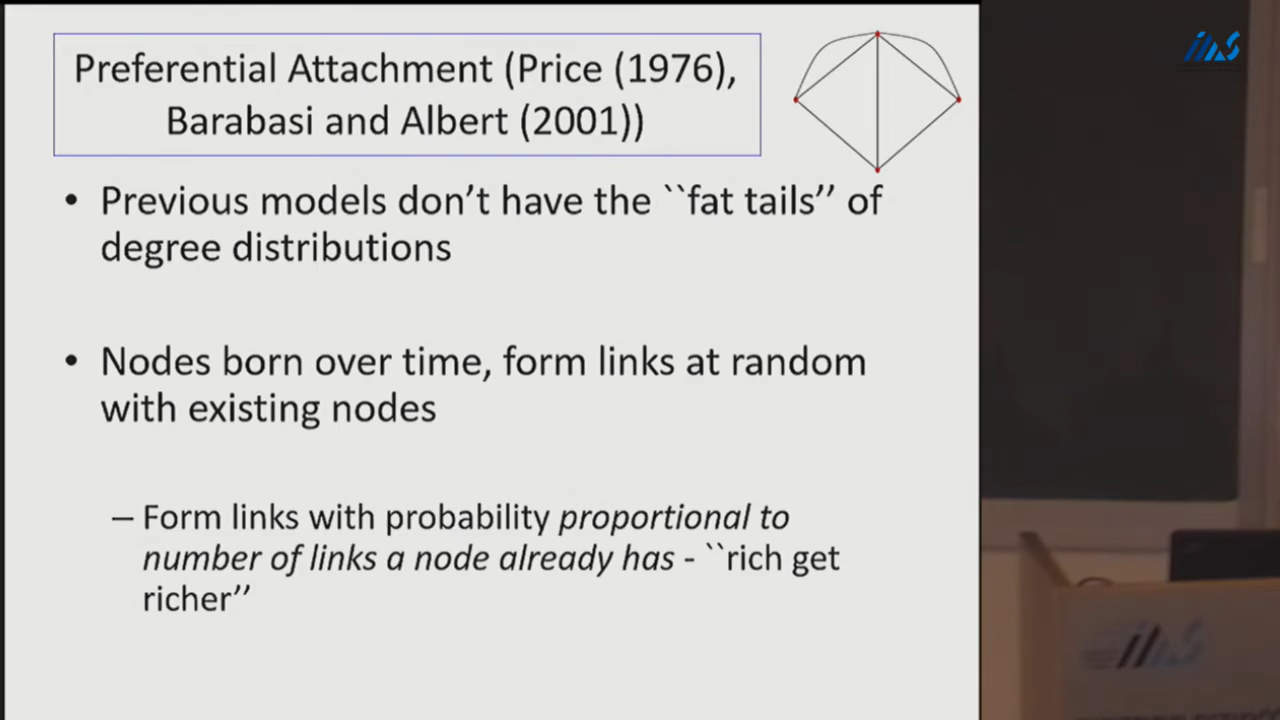 Preferential Attachment (Price (1976),
Barabasi and Albert (2001))
• Previous models don’t have the ``fat tails’’ of
degree distributions
• Nodes born over time, form links at random
with existing nodes
– Form links with probability proportional to
number of links a node already has - ``rich get
richer’’